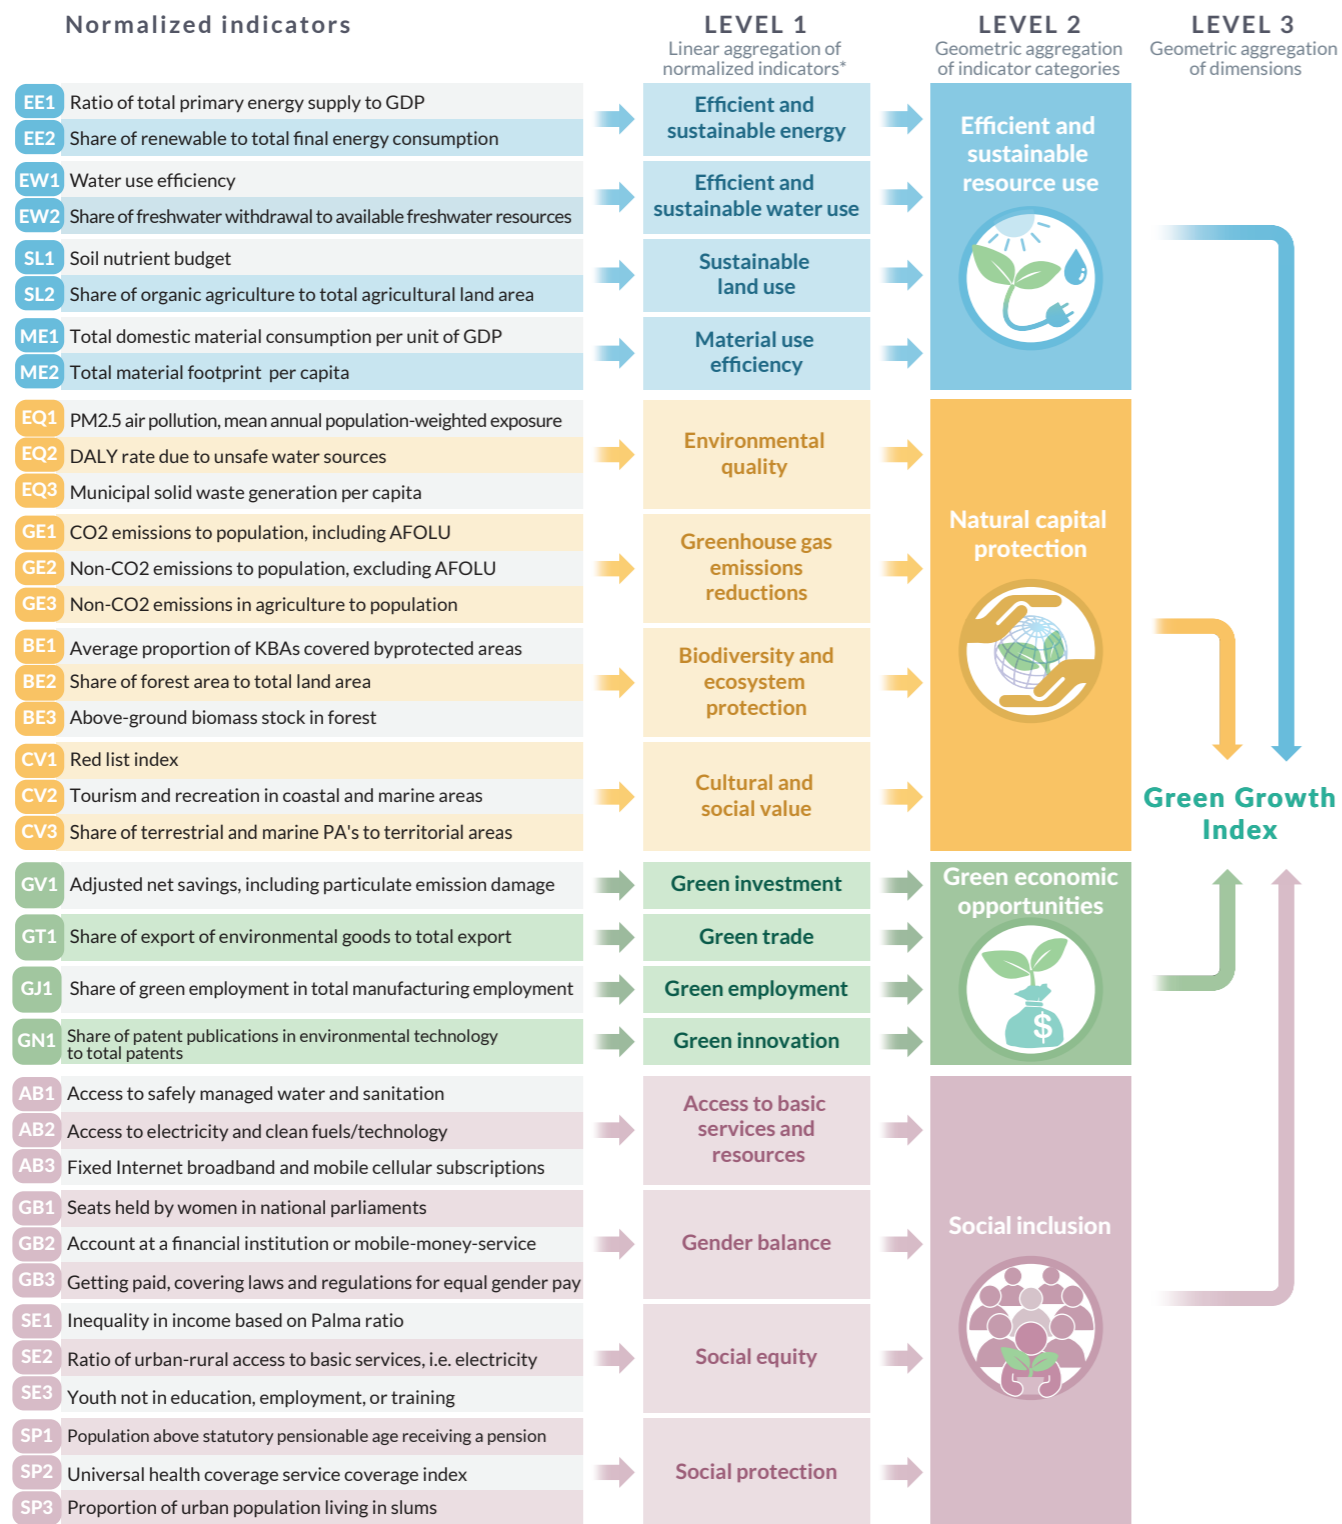 Normalized indicators
LEVEL 1
Linear aggregation of
normalized indicators*
LEVEL 2
Geometric aggregation
of indicator categories
LEVEL 3
Geometric aggregation
of dimensions
EE1 Ratio of total primary energy supply to GDP
EE2 Share of renewable to total final energy consumption
Efficient and
sustainable energy
EW1 Water use efficiency
EW2 Share of freshwater withdrawal to available freshwater resources
Efficient and
sustainable water use
SL1 Soil nutrient budget
SL2 Share of organic agriculture to total agricultural land area
Sustainable
land use
ME1 Total domestic material consumption per unit of GDP
ME2 Total material footprint per capita
Material use
efficiency
Efficient and
sustainable
resource use
EQ1 PM2.5 air pollution, mean annual population-weighted exposure
EQ2 DALY rate due to unsafe water sources
EQ3 Municipal solid waste generation per capita
Environmental
quality
GE1 CO2 emissions to population, including AFOLU
GE2 Non-CO2 emissions to population, excluding AFOLU
GE3 Non-CO2 emissions in agriculture to population
Greenhouse gas
emissions
reductions
BE1 Average proportion of KBAs covered byprotected areas
BE2 Share of forest area to total land area
BE3 Above-ground biomass stock in forest
Biodiversity and
ecosystem
protection
CV1 Red list index
CV2 Tourism and recreation in coastal and marine areas
CV3 Share of terrestrial and marine PA's to territorial areas
Cultural and
social value
Natural capital
protection
GV1 Adjusted net savings, including particulate emission damage
Green investment
GT1 Share of export of environmental goods to total export
Green trade
GJ1 Share of green employment in total manufacturing employment
Green employment
GN1 Share of patent publications in environmental technology
to total patents
Green innovation
Green economic
opportunities
$
AB1 Access to safely managed water and sanitation
AB2 Access to electricity and clean fuels/technology
AB3 Fixed Internet broadband and mobile cellular subscriptions
Access to basic
services and
resources
GB1 Seats held by women in national parliaments
GB2 Account at a financial institution or mobile-money-service
GB3 Getting paid, covering laws and regulations for equal gender pay
Gender balance
SE1 Inequality in income based on Palma ratio
SE2 Ratio of urban-rural access to basic services, i.e. electricity
SE3 Youth not in education, employment, or training
Social equity
SP1 Population above statutory pensionable age receiving a pension
SP2 Universal health coverage service coverage index
SP3 Proportion of urban population living in slums
Social protection
Social inclusion
Green Growth
Index